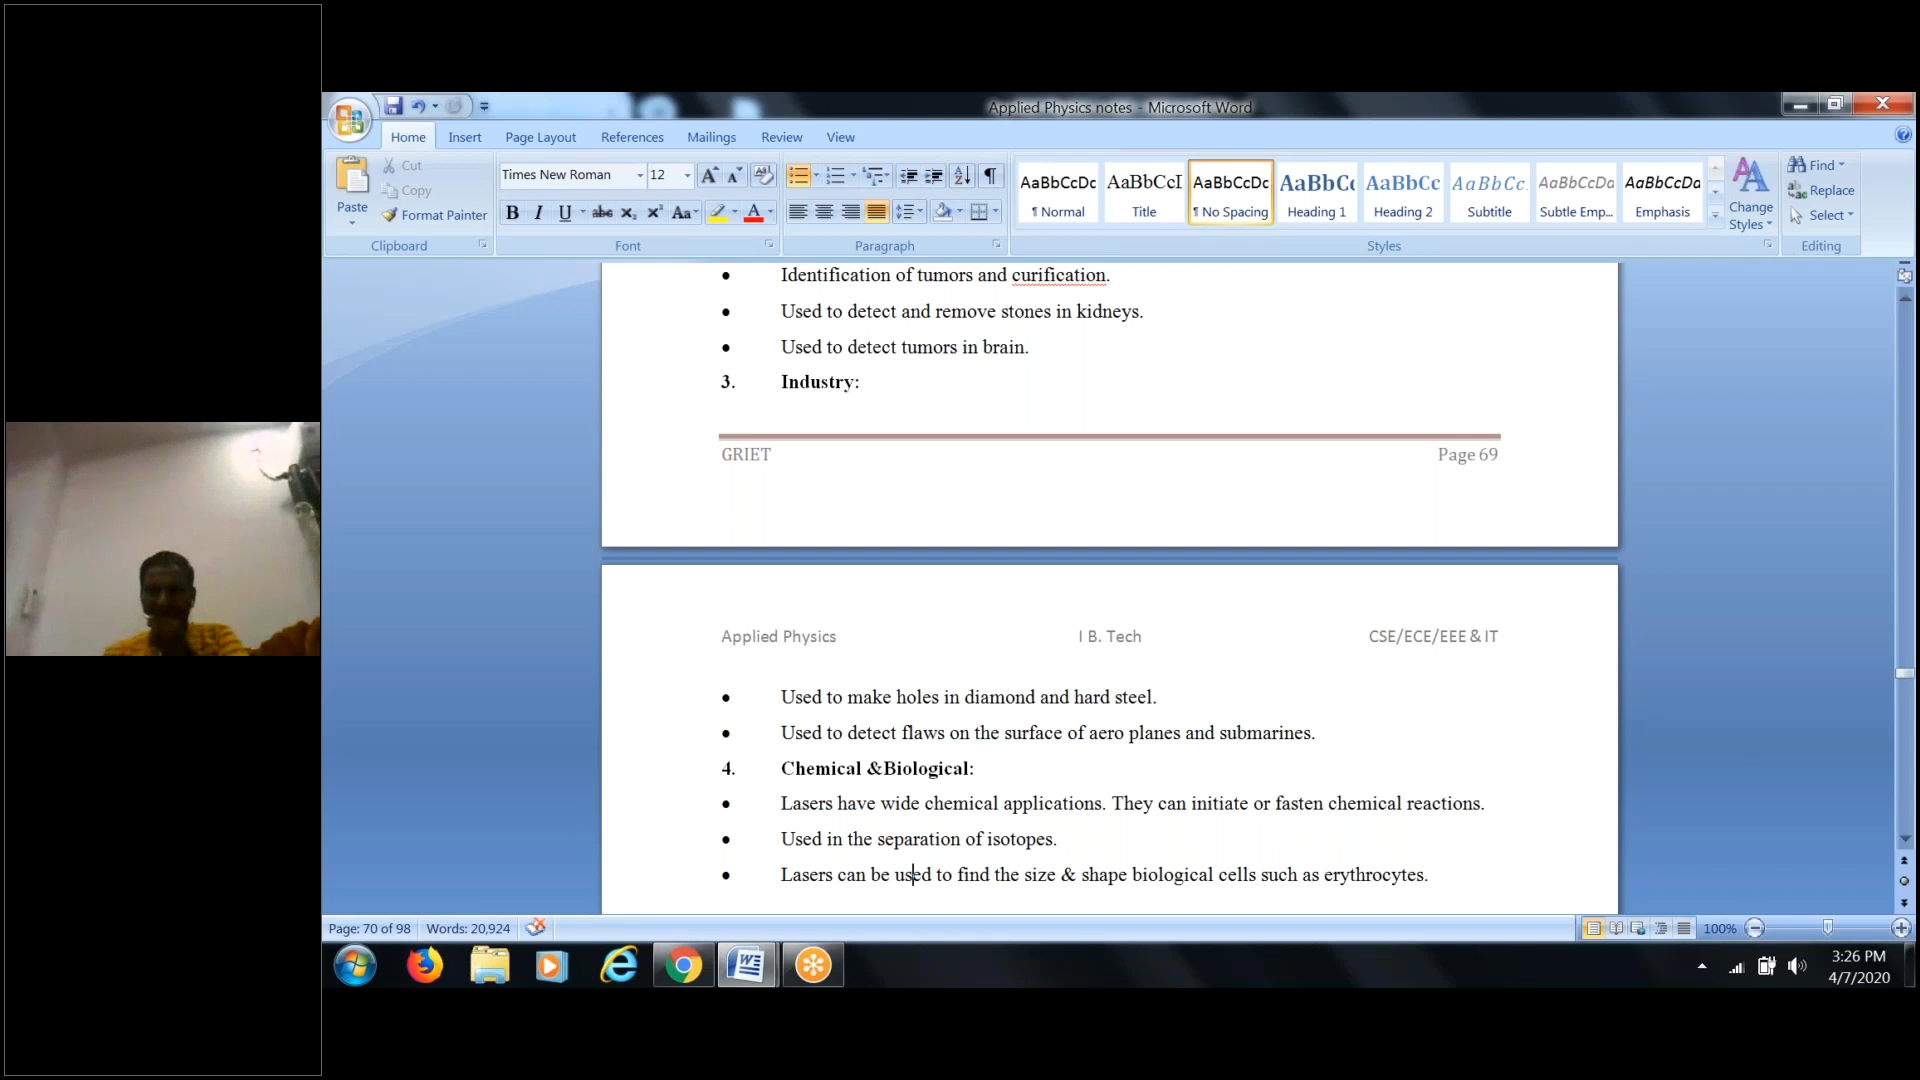 Applied Physics notes - Microsoft Word
Home Insert Page Layout References Mailings Review View
Paste Cut Copy Format Painter
Times New Roman 12
AaBbCcDc AaBbCcI AaBbCcDc AaBbCc AaBbCc AaBbCc. AaBbCcDa AaBbCcDa
¶ Normal Title ¶ No Spacing Heading 1 Heading 2 Subtitle Subtle Emp... Emphasis
Change Styles
Find
Replace
Select
Clipboard Font Paragraph Styles Editing
• Identification of tumors and curification.
• Used to detect and remove stones in kidneys.
• Used to detect tumors in brain.
3. Industry:
GRIET Page 69
Applied Physics I B. Tech CSE/ECE/EEE & IT
• Used to make holes in diamond and hard steel.
• Used to detect flaws on the surface of aero planes and submarines.
4. Chemical &Biological:
• Lasers have wide chemical applications. They can initiate or fasten chemical reactions.
• Used in the separation of isotopes.
• Lasers can be used to find the size & shape biological cells such as erythrocytes.
Page: 70 of 98 Words: 20,924 100%
3:26 PM
4/7/2020